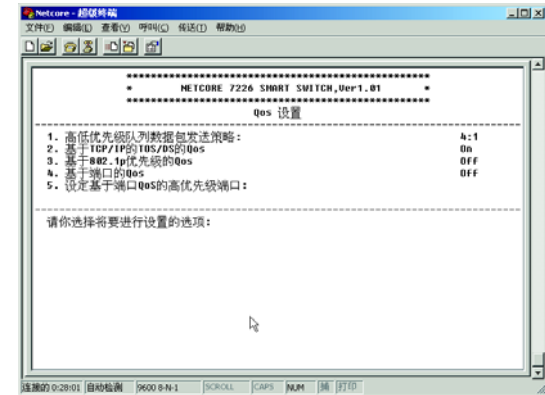 Netcore - 超级终端
文件(F) 编辑(E) 查看(V) 呼叫(C) 传送(T) 帮助(H)
NETCORE 7226 SMART SWITCH,Ver1.01
Qos 设置
1. 高低优先级队列数据包发送策略: 4:1
2. 基于TCP/IP的TOS/DS的Qos On
3. 基于802.1p优先级的Qos Off
4. 基于端口的Qos Off
5. 设定基于端口QoS的高优先级端口:
请你选择将要进行设置的选项:
连接的 0:28:01 自动检测 9600 8-N-1 SCROLL CAPS NUM 捕 打印